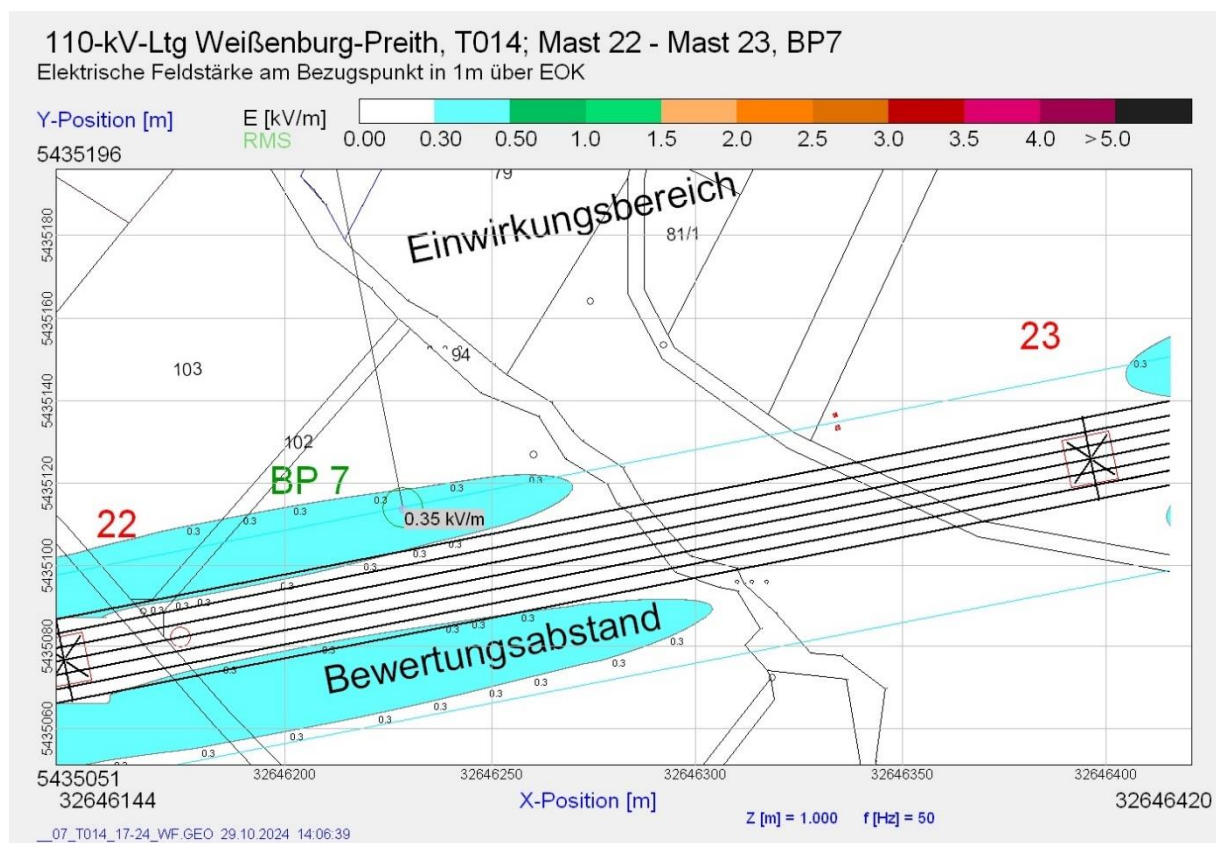 110-kV-Ltg Weißenburg-Preith, T014; Mast 22 - Mast 23, BP7
Elektrische Feldstärke am Bezugspunkt in 1m über EOK
Y-Position [m]
E [kV/m]
RMS
0.00 0.30 0.50 1.0 1.5 2.0 2.5 3.0 3.5 4.0 >5.0
5435196
79
Einwirkungsbereich
81/1
5435180
5435160
23
94
103
0.3
5435140
102
5435120
BP 7
0.3 0.3 0.3 0.3 0.3 0.3
0.35 kV/m
22
5435100
0.3 0.3 0.3 0.3
0.3 0.3 0.3
0.3 0.3 0.3 0.3
5435080
Bewertungsabstand
0.3 0.3 0.3 0.3 0.3 0.3
5435060
0.3 0.3
5435051
32646144
32646200 32646250 32646300 32646350 32646400
X-Position [m]
32646420
Z [m] = 1.000 f [Hz] = 50
__07_T014_17-24_WF.GEO 29.10.2024 14:06:39